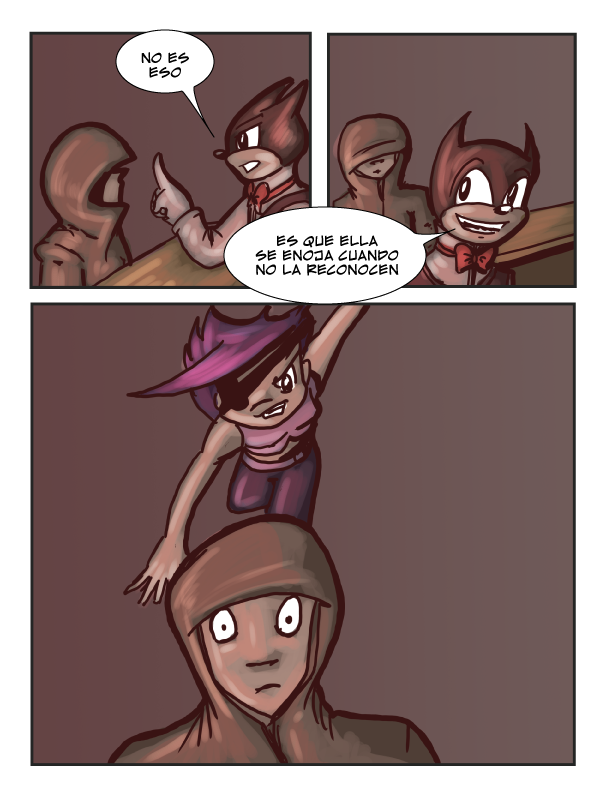 NO ES
ESO
ES QUE ELLA
SE ENOJA CUANDO
NO LA RECONOCEN